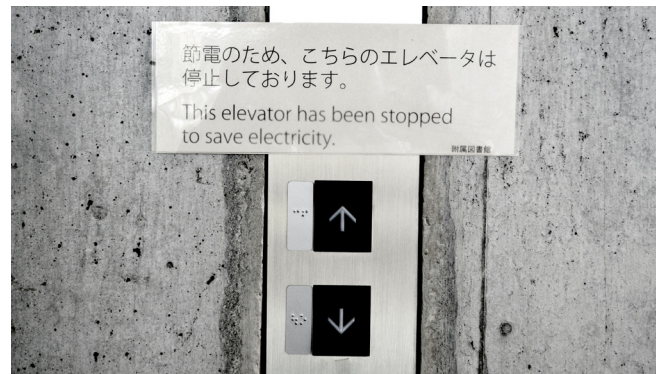 節電のため、こちらのエレベータは
停止しております。
This elevator has been stopped
to save electricity.
附属図書館